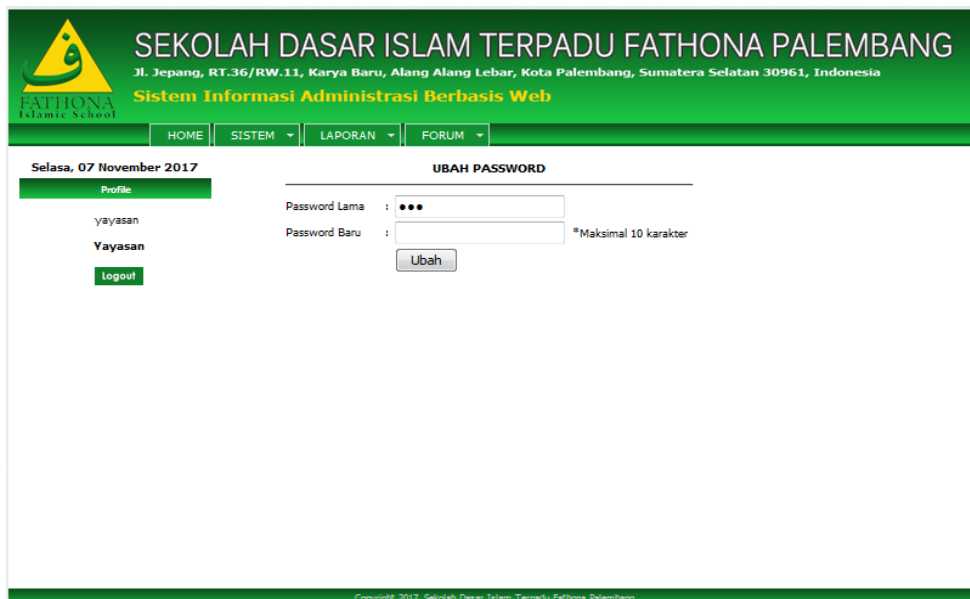 SEKOLAH DASAR ISLAM TERPADU FATHONA PALEMBANG
Jl. Jepang, RT.36/RW.11, Karya Baru, Alang Alang Lebar, Kota Palembang, Sumatera Selatan 30961, Indonesia
Sistem Informasi Administrasi Berbasis Web
ف
FATHONA
Islamic School
HOME SISTEM LAPORAN FORUM
Selasa, 07 November 2017
Profile
yayasan
Yayasan
Logout
UBAH PASSWORD
Password Lama : •••
Password Baru : *Maksimal 10 karakter
Ubah
Copyright 2017. Sekolah Dasar Islam Terpadu Fathona Palembang